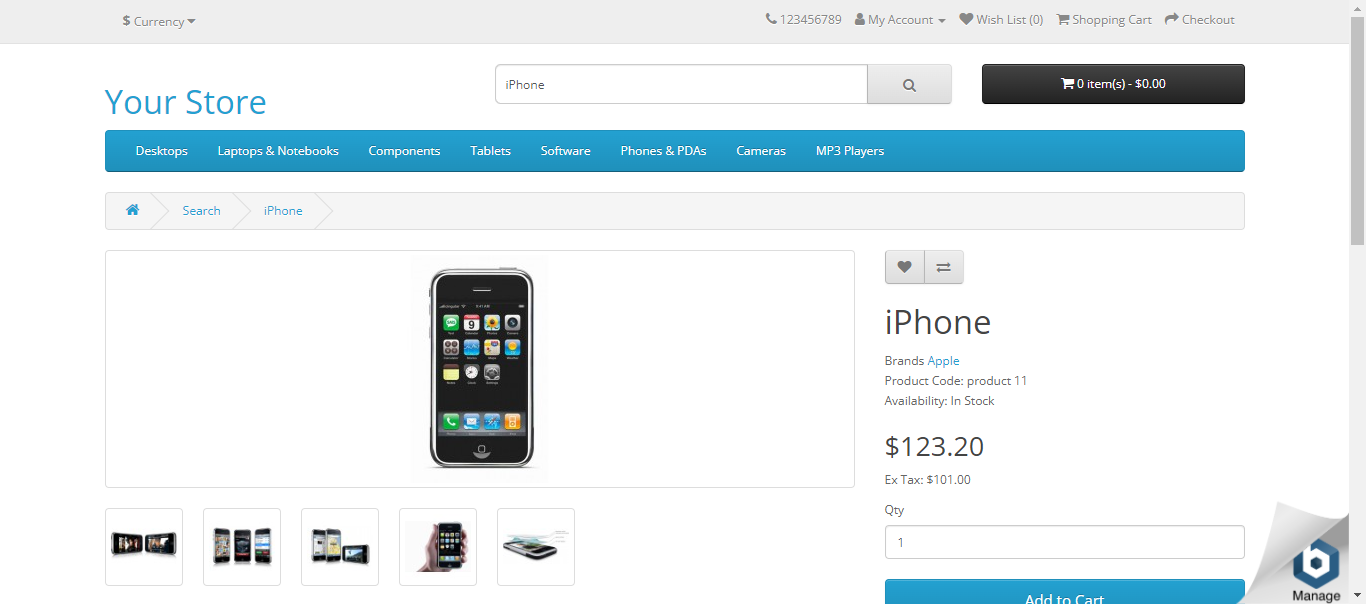 $ Currency
123456789 My Account Wish List (0) Shopping Cart Checkout
Your Store
iPhone
0 item(s) - $0.00
Desktops Laptops & Notebooks Components Tablets Software Phones & PDAs Cameras MP3 Players
Search iPhone
iPhone
Brands Apple
Product Code: product 11
Availability: In Stock
$123.20
Ex Tax: $101.00
Qty
1
Add to Cart
Manage